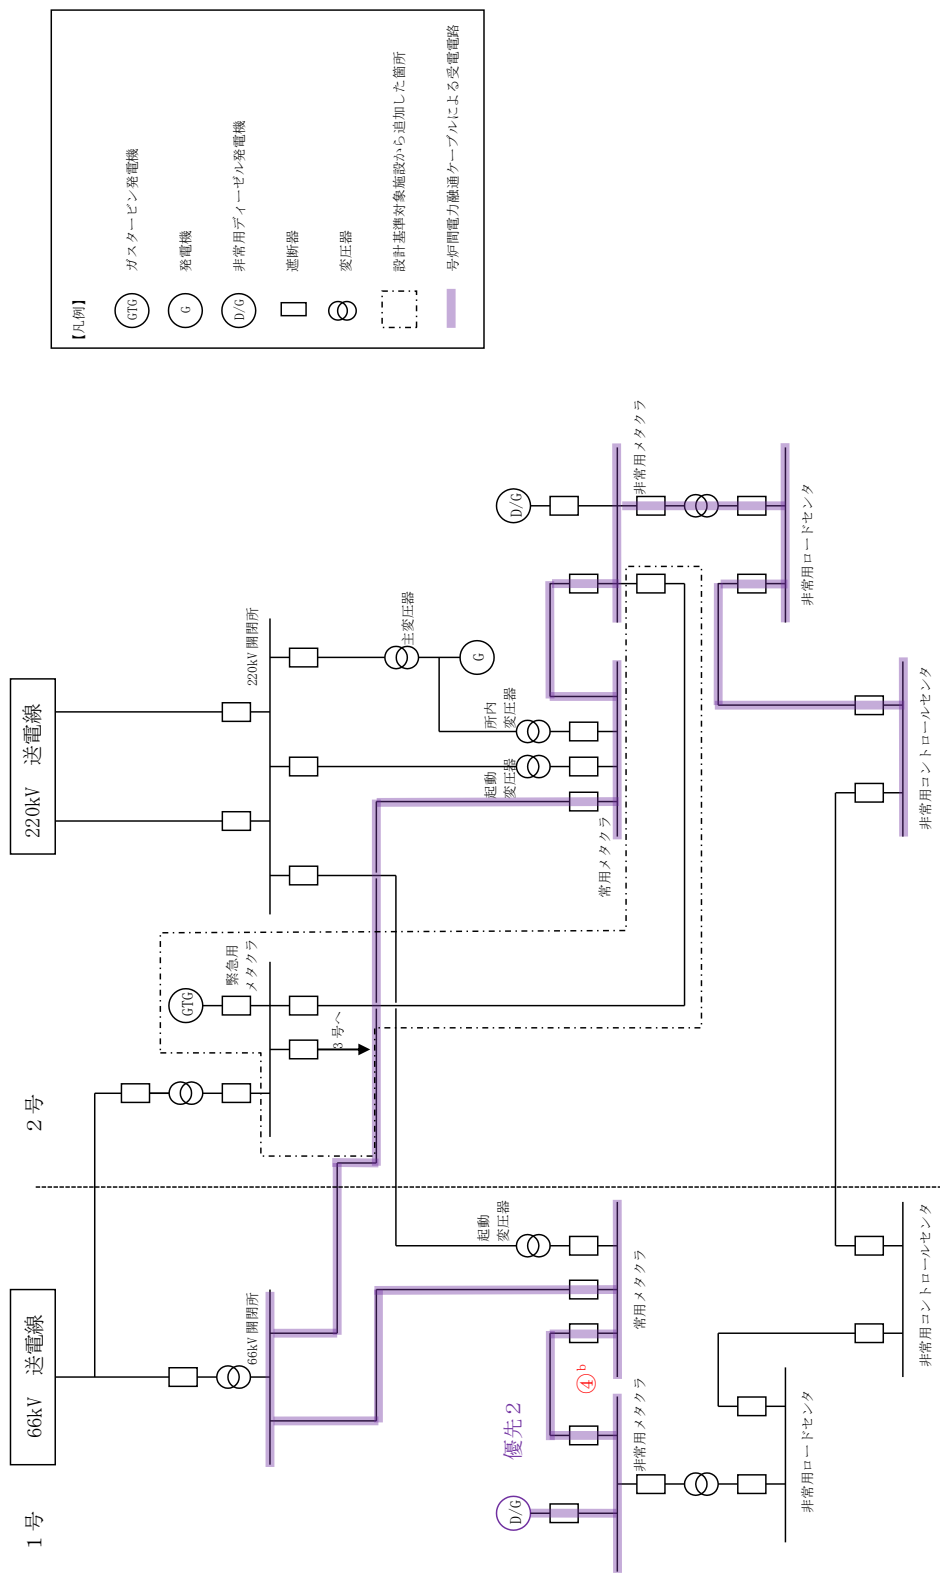 【凡例】
GTG ガスタービン発電機
G 発電機
D/G 非常用ディーゼル発電機
遮断器
変圧器
設計基準対象施設から追加した箇所
号炉間電力融通ケーブルによる受電電路
1号
2号
66kV 送電線
220kV 送電線
66kV 開閉所
220kV 開閉所
GTG
緊急用
メタクラ
3号へ
主変圧器
G
所内
変圧器
起動
変圧器
常用メタクラ
D/G
非常用メタクラ
非常用ロードセンタ
非常用コントロールセンタ
起動
変圧器
常用メタクラ
④b
優先2
D/G
非常用メタクラ
非常用ロードセンタ
非常用コントロールセンタ